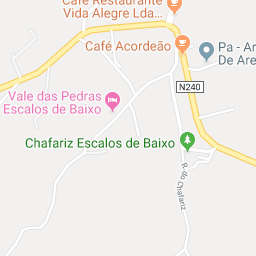 Café Restaurante
Vida Alegre Lda...
Café Acordeão
Pa - Ar
De Are
N240
Vale das Pedras
Escalos de Baixo
Chafariz Escalos de Baixo
R. do Chafariz